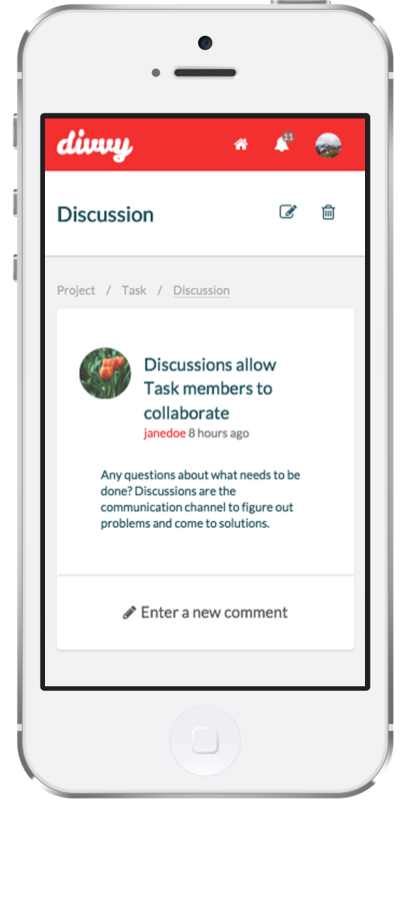 divvy
21
Discussion
Project / Task / Discussion
Discussions allow
Task members to
collaborate
janedoe 8 hours ago
Any questions about what needs to be
done? Discussions are the
communication channel to figure out
problems and come to solutions.
Enter a new comment